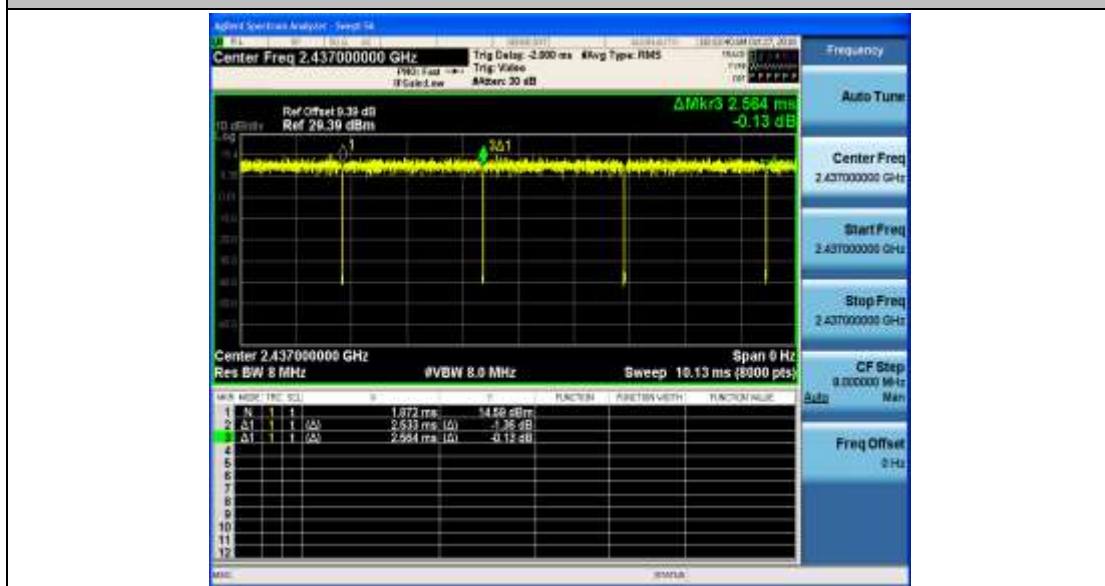 Agilent Spectrum Analyzer - Swept SA
Center Freq 2.437000000 GHz
PNO: Fast
IFGain:Low
Trig Delay: -2.000 ms
Trig: Video
#Atten: 30 dB
#Avg Type: RMS
Frequency
Auto Tune
Ref Offset 9.39 dB
Ref 29.39 dBm
10 dB/div
Log
ΔMkr3 2.564 ms
-0.13 dB
1
3Δ1
Center Freq
2.437000000 GHz
Start Freq
2.437000000 GHz
Stop Freq
2.437000000 GHz
CF Step
8.000000 MHz
Auto Man
Freq Offset
0 Hz
Center 2.437000000 GHz
Span 0 Hz
Res BW 8 MHz
#VBW 8.0 MHz
Sweep 10.13 ms (8000 pts)
MKR MODE TRC SCL X Y FUNCTION FUNCTION WIDTH FUNCTION VALUE
1 N 1 t 1.872 ms 14.59 dBm
2 Δ1 1 t (Δ) 2.533 ms (Δ) -1.36 dB
3 Δ1 1 t (Δ) 2.564 ms (Δ) -0.13 dB
4
5
6
7
8
9
10
11
12
MSG
STATUS